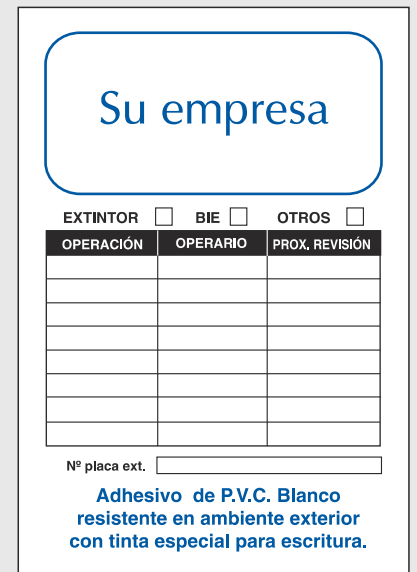 Su empresa
EXTINTOR BIE OTROS
OPERACIÓN OPERARIO PROX. REVISIÓN
Nº placa ext.
Adhesivo de P.V.C. Blanco
resistente en ambiente exterior
con tinta especial para escritura.